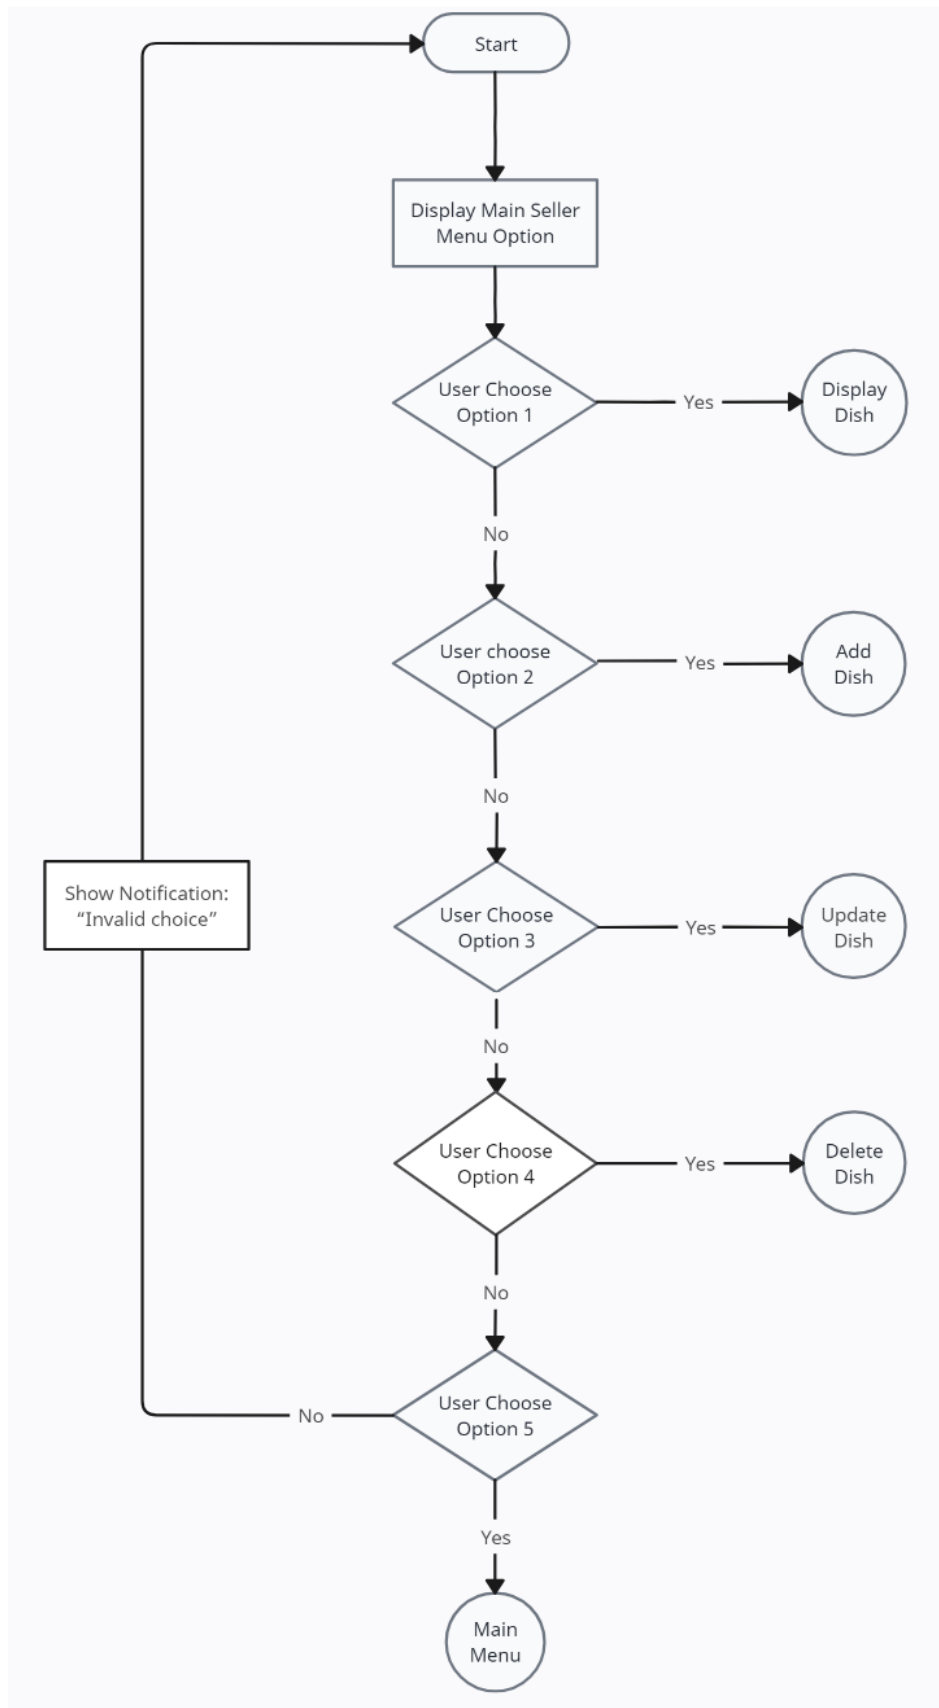 Start
Display Main Seller
Menu Option
User Choose
Option 1
Yes
Display
Dish
No
User choose
Option 2
Yes
Add
Dish
No
Show Notification:
“Invalid choice”
User Choose
Option 3
Yes
Update
Dish
No
User Choose
Option 4
Yes
Delete
Dish
No
User Choose
Option 5
No
Yes
Main
Menu